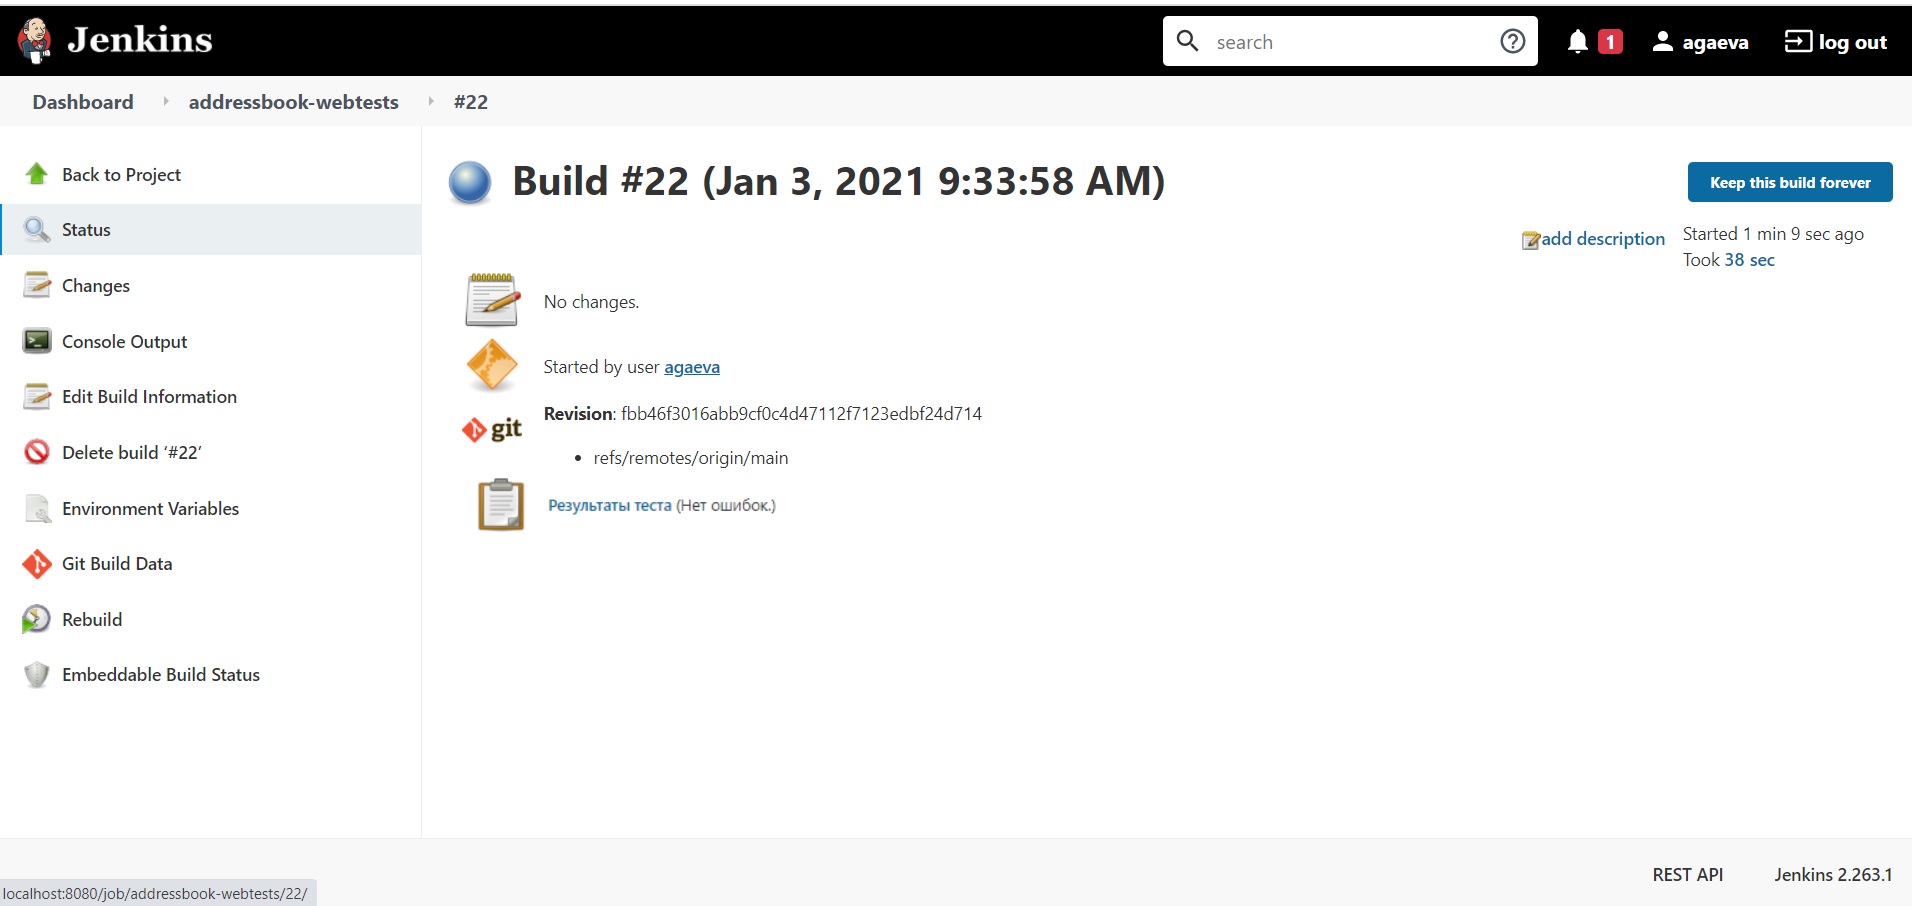 Jenkins
search
1
agaeva
log out
Dashboard
addressbook-webtests
#22
Back to Project
Status
Changes
Console Output
Edit Build Information
Delete build ‘#22’
Environment Variables
Git Build Data
Rebuild
Embeddable Build Status
Build #22 (Jan 3, 2021 9:33:58 AM)
Keep this build forever
add description
Started 1 min 9 sec ago
Took 38 sec
No changes.
Started by user agaeva
git
Revision: fbb46f3016abb9cf0c4d47112f7123edbf24d714
• refs/remotes/origin/main
Результаты теста (Нет ошибок.)
REST API
Jenkins 2.263.1
localhost:8080/job/addressbook-webtests/22/